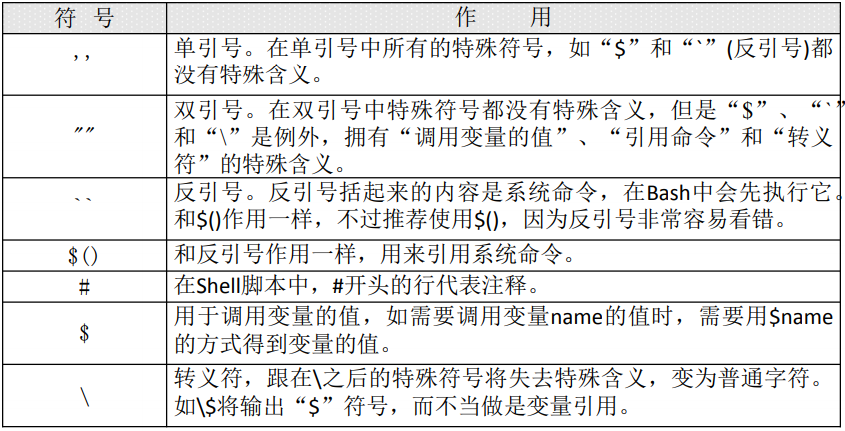 符 号 作 用
, , 单引号。在单引号中所有的特殊符号，如“$”和“`”(反引号)都
没有特殊含义。
"" 双引号。在双引号中特殊符号都没有特殊含义，但是“$”、“`”
和“\”是例外，拥有“调用变量的值”、“引用命令”和“转义
符”的特殊含义。
`` 反引号。反引号括起来的内容是系统命令，在Bash中会先执行它。
和$()作用一样，不过推荐使用$()，因为反引号非常容易看错。
$() 和反引号作用一样，用来引用系统命令。
# 在Shell脚本中，#开头的行代表注释。
$ 用于调用变量的值，如需要调用变量name的值时，需要用$name
的方式得到变量的值。
\ 转义符，跟在\之后的特殊符号将失去特殊含义，变为普通字符。
如\$将输出“$”符号，而不当做是变量引用。